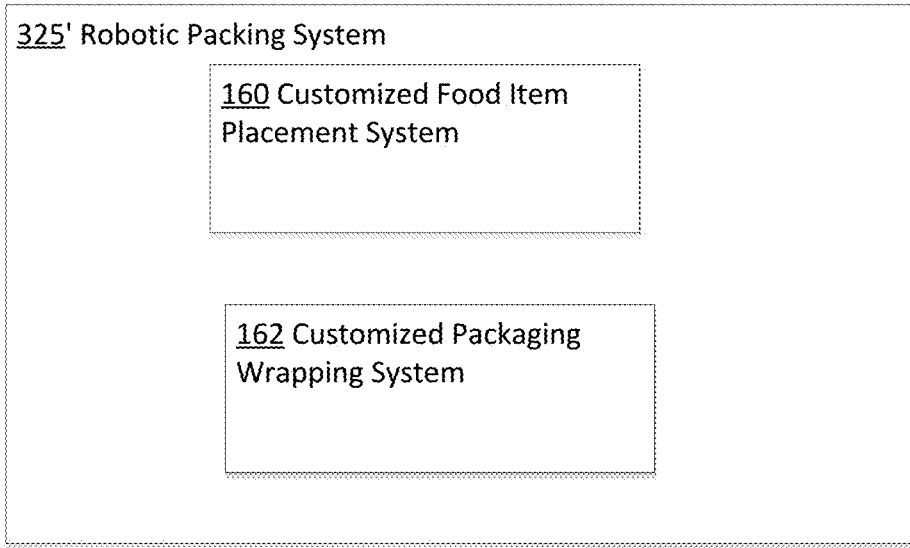 325' Robotic Packing System
160 Customized Food Item
Placement System
162 Customized Packaging
Wrapping System